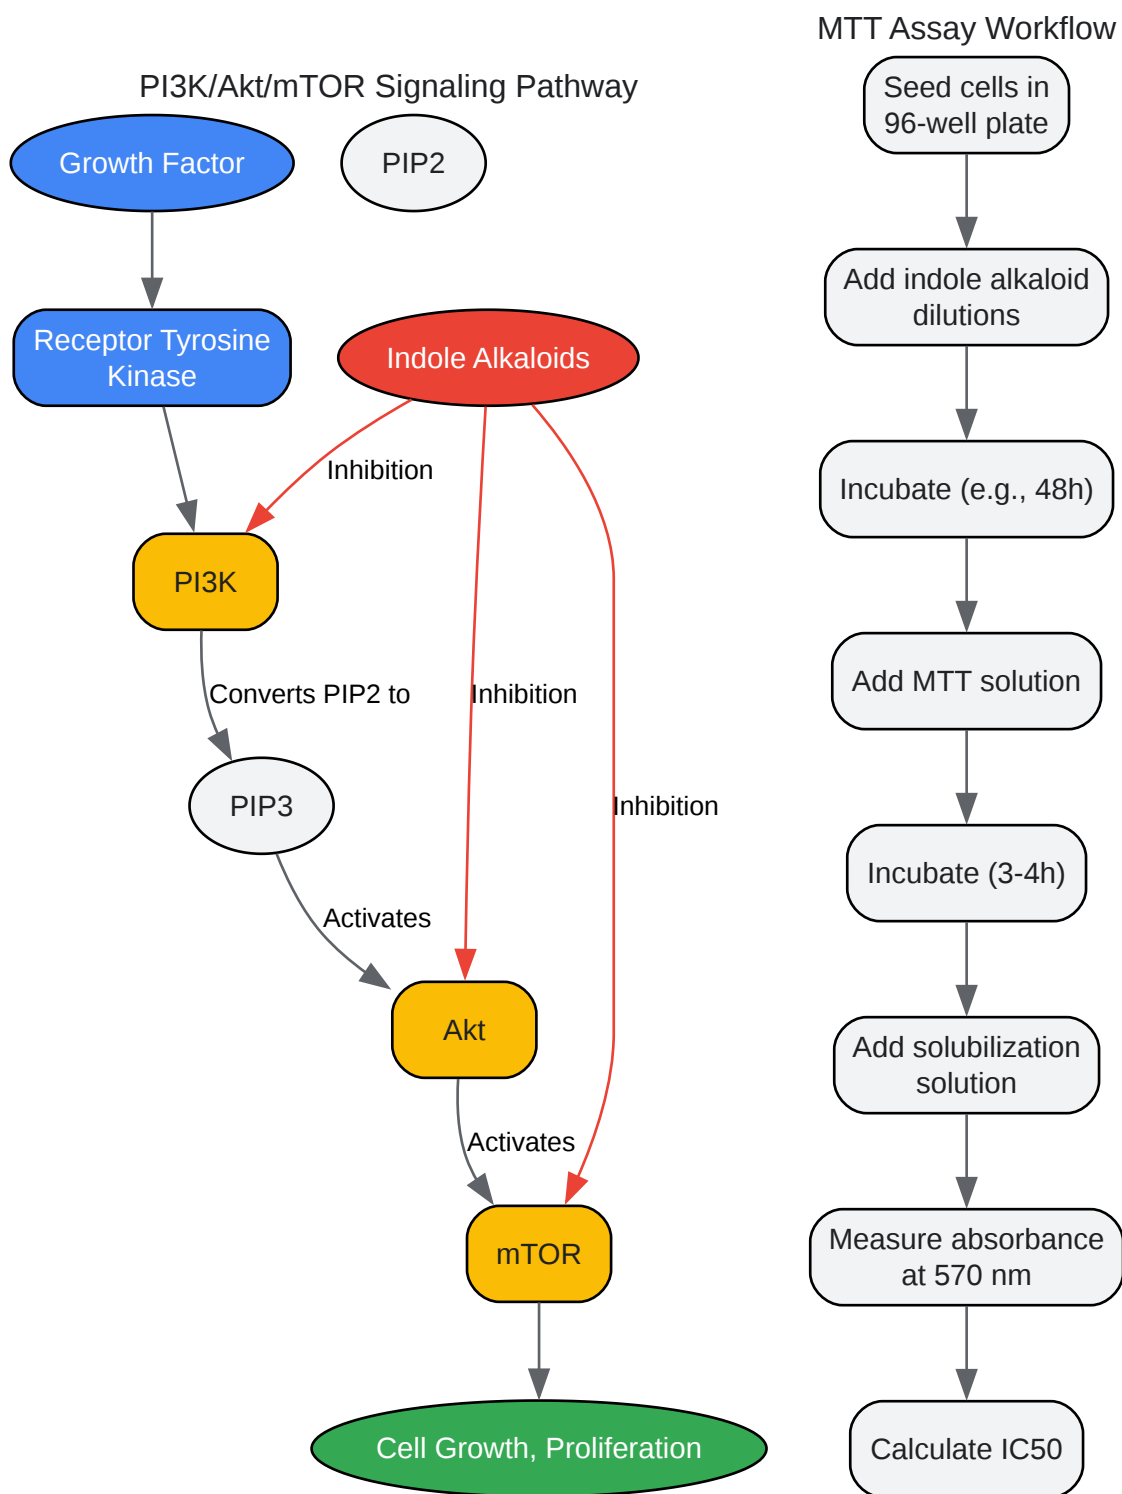 PI3K/Akt/mTOR Signaling Pathway
Growth Factor
PIP2
Receptor Tyrosine
Kinase
Indole Alkaloids
Inhibition
PI3K
Converts PIP2 to
Inhibition
PIP3
Inhibition
Activates
Akt
Activates
mTOR
Cell Growth, Proliferation
MTT Assay Workflow
Seed cells in
96-well plate
Add indole alkaloid
dilutions
Incubate (e.g., 48h)
Add MTT solution
Incubate (3-4h)
Add solubilization
solution
Measure absorbance
at 570 nm
Calculate IC50